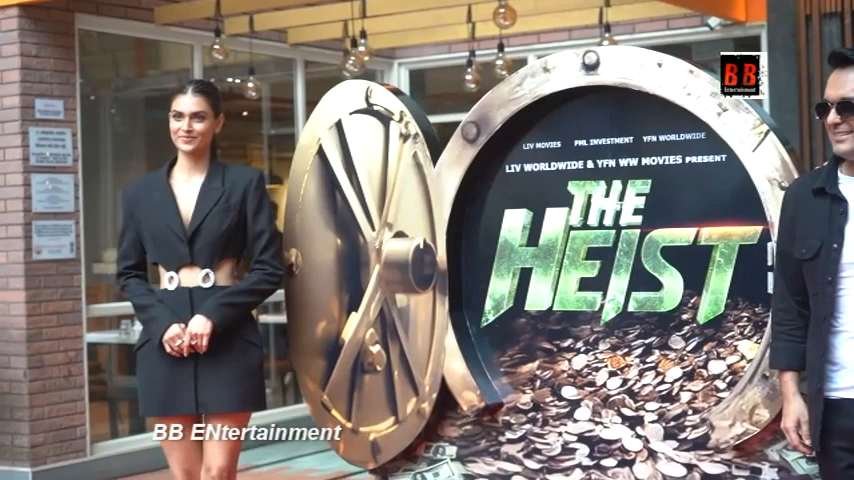 BB
Entertainment
LIV MOVIES PML INVESTMENT YFN WORLDWIDE
LIV WORLDWIDE & YFN WW MOVIES PRESENT
THE
HEIST
BB ENtertainment